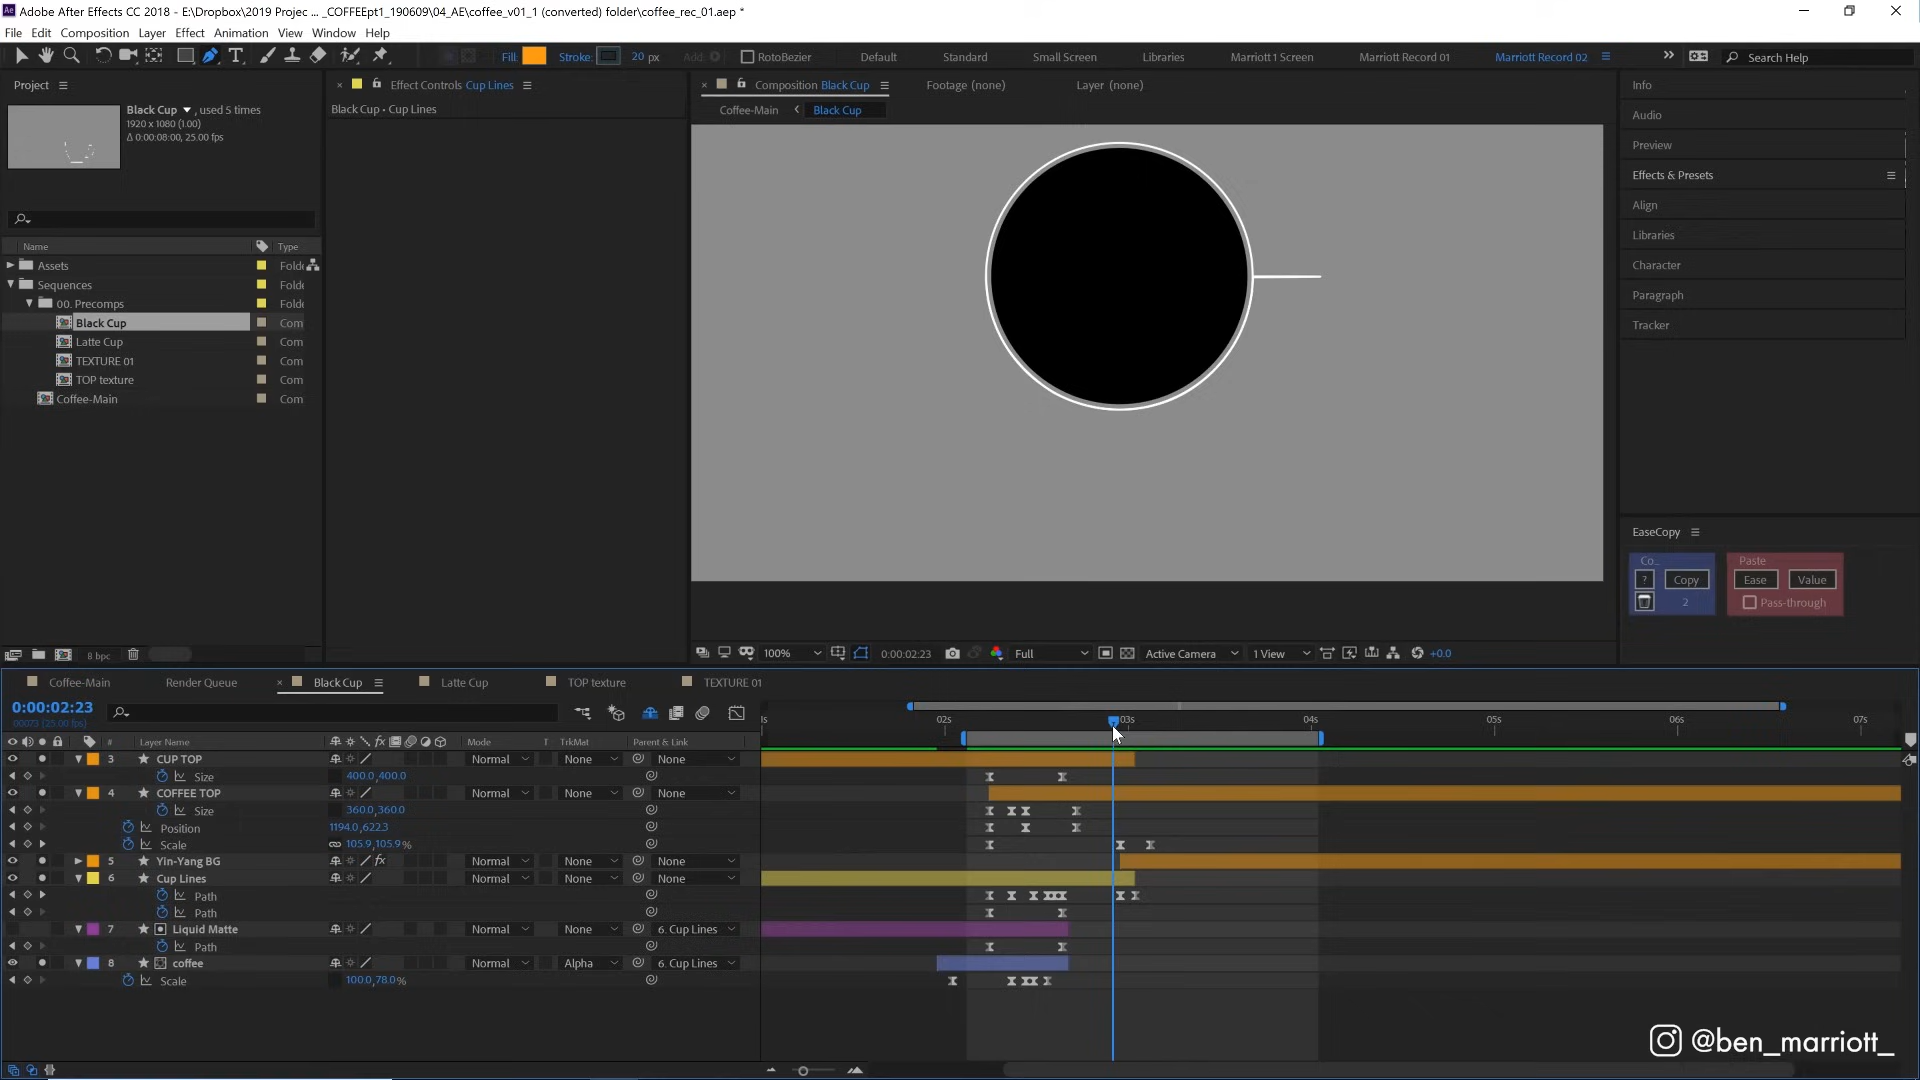 Adobe After Effects CC 2018 - E:\Dropbox\2019 Projec ... _COFFEEpt1_190609\04_AE\coffee_v01_1 (converted) folder\coffee_rec_01.aep *
File Edit Composition Layer Effect Animation View Window Help
Fill: Stroke: 20 px Add: RotoBezier Default Standard Small Screen Libraries Marriott 1 Screen Marriott Record 01 Marriott Record 02 Search Help
Project
Effect Controls Cup Lines
Composition Black Cup
Footage (none)
Layer (none)
Info
Black Cup, used 5 times
1920 x 1080 (1.00)
Δ 0:00:08:00, 25.00 fps
Black Cup • Cup Lines
Coffee-Main
Black Cup
Audio
Preview
Effects & Presets
Align
Libraries
Character
Paragraph
Tracker
Name Type
Assets Folde
Sequences Folde
00. Precomps Folde
Black Cup Com
Latte Cup Com
TEXTURE 01 Com
TOP texture Com
Coffee-Main Com
EaseCopy
Co... Paste
? Copy Ease Value
2 Pass-through
8 bpc
100% 0:00:02:23 Full Active Camera 1 View +0.0
Coffee-Main Render Queue Black Cup Latte Cup TOP texture TEXTURE 01
0:00:02:23
00073 (25.00 fps)
02s 03s 04s 05s 06s 07s
# Layer Name fx Mode T TrkMat Parent & Link
3 CUP TOP Normal None None
Size 400.0,400.0
4 COFFEE TOP Normal None None
Size 360.0,360.0
Position 1194.0,622.3
Scale 105.9,105.9%
5 Yin-Yang BG fx Normal None None
6 Cup Lines Normal None None
Path
Path
7 Liquid Matte Normal None 6. Cup Lines
Path
8 coffee Normal Alpha 6. Cup Lines
Scale 100.0,78.0%
@ben_marriott_